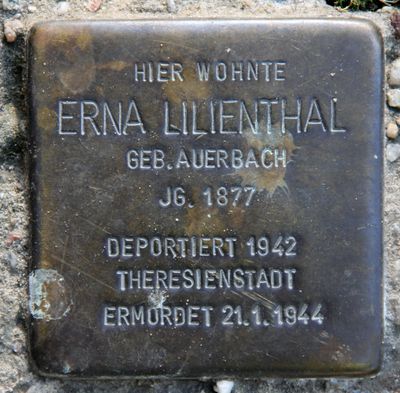 HIER WOHNTE
ERNA LILIENTHAL
GEB. AUERBACH
JG. 1877
DEPORTIERT 1942
THERESIENSTADT
ERMORDET 21.1.1944